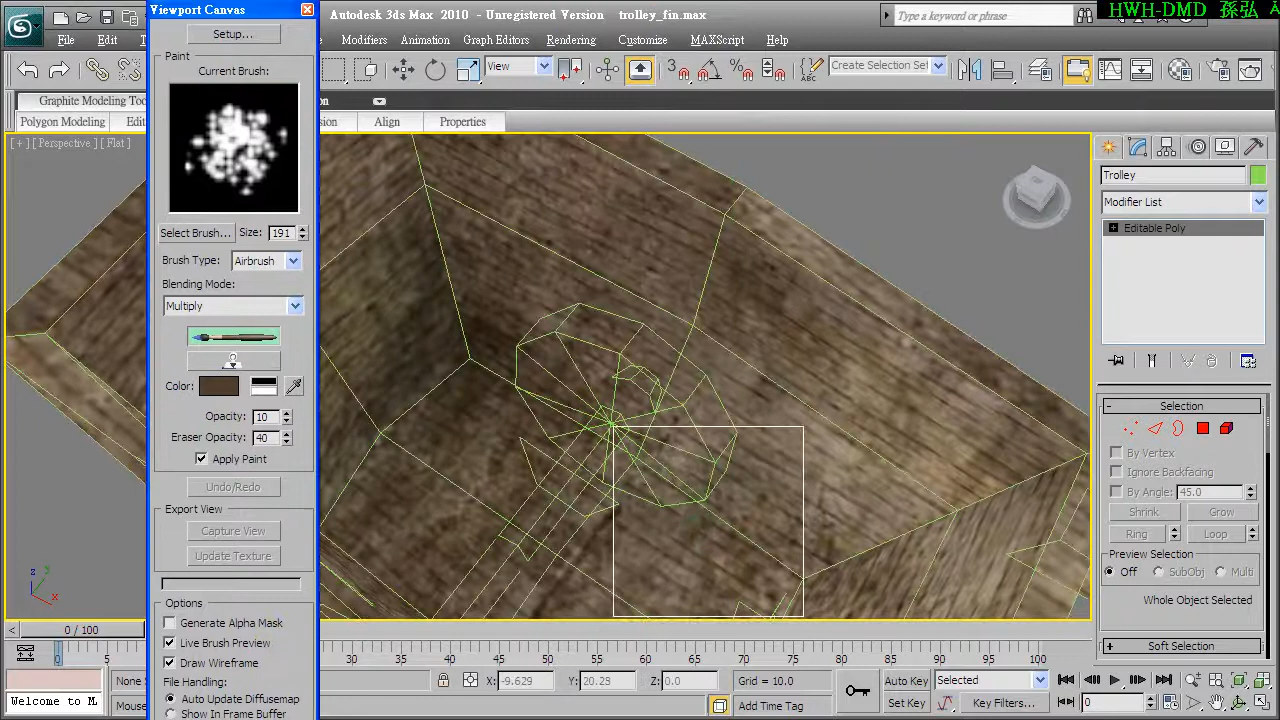 Viewport Canvas
Autodesk 3ds Max 2010 - Unregistered Version trolley_fin.max
Type a keyword or phrase
HWH-DMD 孫弘
File Edit T Modifiers Animation Graph Editors Rendering Customize MAXScript Help
Setup...
Paint
Current Brush:
View
3
Create Selection Set
Graphite Modeling Too
Polygon Modeling Edit Align Properties
[ + ] [ Perspective ] [ Flat ]
Select Brush... Size: 191
Brush Type: Airbrush
Blending Mode:
Multiply
Color:
Opacity: 10
Eraser Opacity: 40
Apply Paint
Undo/Redo
Export View
Capture View
Update Texture
Options
Generate Alpha Mask
Live Brush Preview
Draw Wireframe
File Handling:
Auto Update Diffusemap
Show In Frame Buffer
Trolley
Modifier List
Editable Poly
Selection
By Vertex
Ignore Backfacing
By Angle: 45.0
Shrink Grow
Ring Loop
Preview Selection
Off SubObj Multi
Whole Object Selected
Soft Selection
z
y
x
0 / 100
0 5 30 35 40 45 50 55 60 65 70 75 80 85 90 95 100
None S
X: -9.629 Y: 20.28 Z: 0.0 Grid = 10.0
Auto Key Selected
Welcome to M
Mouse
Add Time Tag
Set Key Key Filters... 0